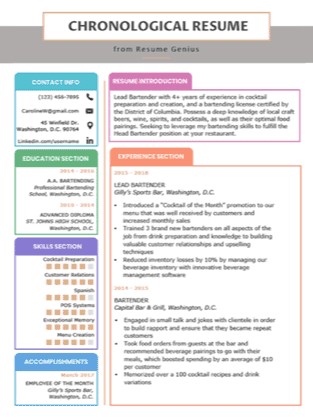 CHRONOLOGICAL RESUME
from Resume Genius
CONTACT INFO
(123) 456-7895
CarolineW@gmail.com
45 Winfield Dr.
Washington, D.C. 90764
Linkedin.com/username
EDUCATION SECTION
2014 - 2016
A.A. BARTENDING
Professional Bartending
School, Washington, D.C.
2010 - 2014
ADVANCED DIPLOMA
ST. JOHNS HIGH SCHOOL,
WASHINGTON, D.C.
SKILLS SECTION
Cocktail Preparation
Customer Relations
Spanish
POS Systems
Exceptional Memory
Menu Creation
ACCOMPLISHMENTS
March 2017
EMPLOYEE OF THE MONTH
Gilly's Sports Bar
RESUME INTRODUCTION
Lead Bartender with 4+ years of experience in cocktail
preparation and creation, and a bartending license certified by
the District of Columbia. Possess a deep knowledge of local craft
beers, wine, spirits, and cocktails, as well as their optimal food
pairings. Seeking to leverage my bartending skills to fulfill the
Head Bartender position at your restaurant.
EXPERIENCE SECTION
2015 - 2018
LEAD BARTENDER
Gilly's Sports Bar, Washington, D.C.
• Introduced a "Cocktail of the Month" promotion to our
menu that was well received by customers and
increased monthly sales
• Trained 3 brand new bartenders on all aspects of the
job from drink preparation and knowledge to building
valuable customer relationships and upselling
techniques
• Reduced inventory losses by 10% by managing our
beverage inventory with innovative beverage
management software
2014 - 2015
BARTENDER
Capital Bar & Grill, Washington, D.C.
• Engaged in small talk and jokes with clientele in order
to build rapport and ensure that they became repeat
customers
• Took food orders from guests at the bar and
recommended beverage pairings to go with their
meals, which boosted spending by an average of $10
per customer
• Memorized over a 100 cocktail recipes and drink
variations